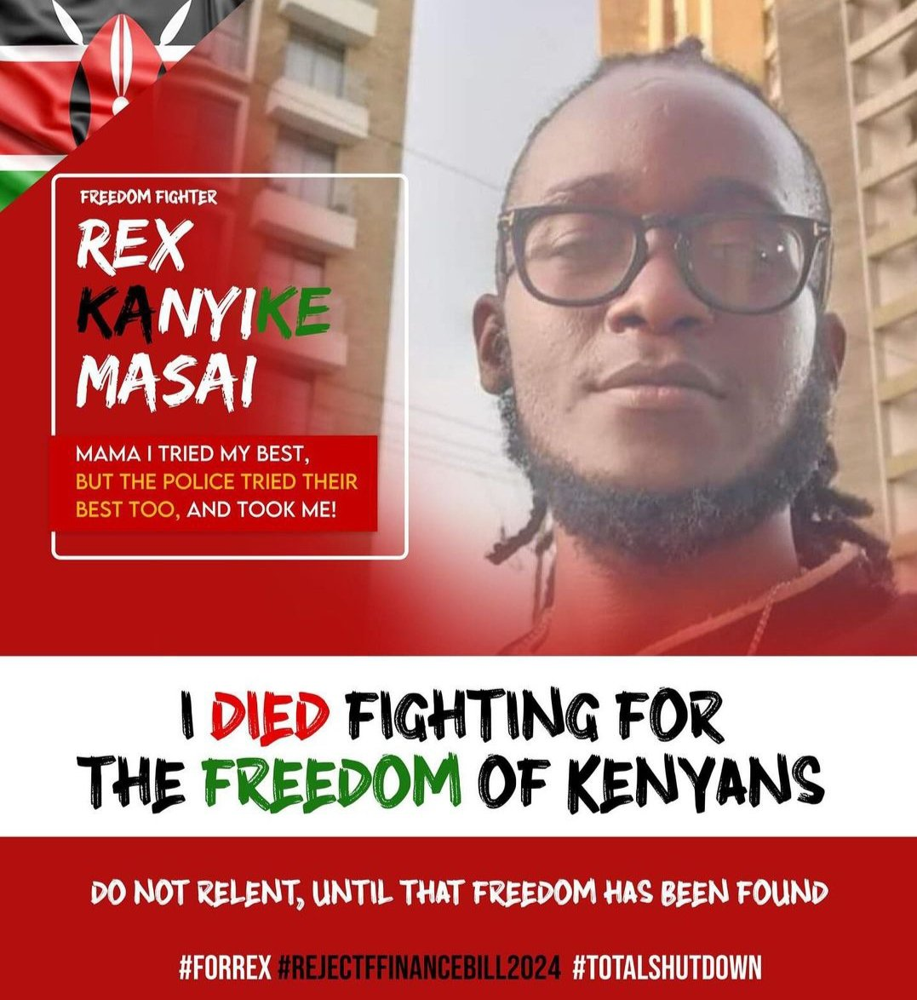 FREEDOM FIGHTER
REX
KANYIKE
MASAI
MAMA I TRIED MY BEST,
BUT THE POLICE TRIED THEIR
BEST TOO, AND TOOK ME!
I DIED FIGHTING FOR
THE FREEDOM OF KENYANS
DO NOT RELENT, UNTIL THAT FREEDOM HAS BEEN FOUND
#FORREX #REJECTFFINANCEBILL2024 #TOTALSHUTDOWN